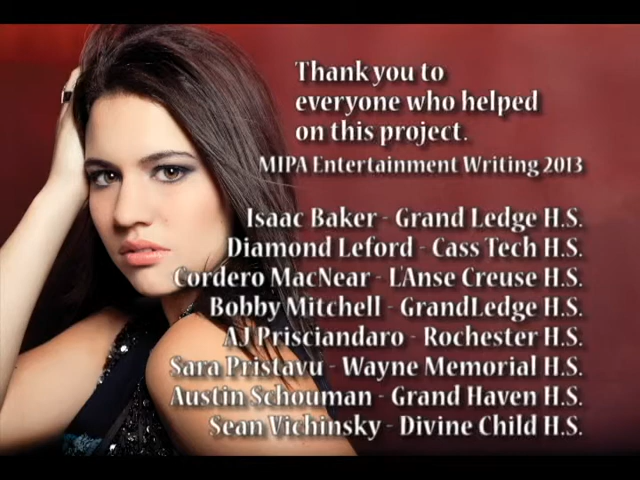 Thank you to
everyone who helped
on this project.
MIPA Entertainment Writing 2013
Isaac Baker - Grand Ledge H.S.
Diamond Leford - Cass Tech H.S.
Cordero MacNear - L'Anse Creuse H.S.
Bobby Mitchell - GrandLedge H.S.
AJ Prisciandaro - Rochester H.S.
Sara Pristavu - Wayne Memorial H.S.
Austin Schouman - Grand Haven H.S.
Sean Vichinsky - Divine Child H.S.